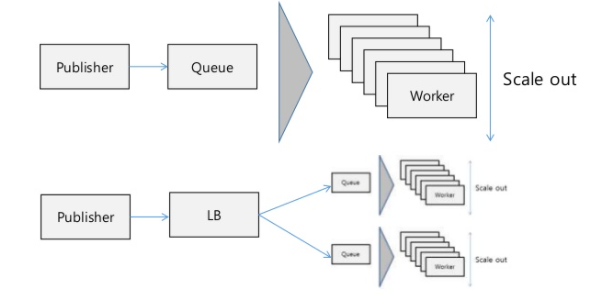 Publisher
Queue
Worker
Scale out
Publisher
LB
Queue
Worker
Scale out
Queue
Worker
Scale out